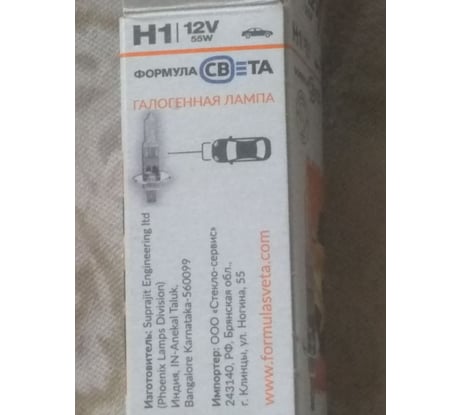 H1 12V
55W
ФОРМУЛА СВЕТА
ГАЛОГЕННАЯ ЛАМПА
Изготовитель: Suprajit Engineering ltd
(Phoenix Lamps Division)
Индия, IN-Anekal Taluk,
Bangalore Karnataka-560099
Импортер: ООО «Стекло-сервис»
243140, РФ, Брянская обл.,
г. Клинцы, ул. Ногина, 55
www.formulasveta.com